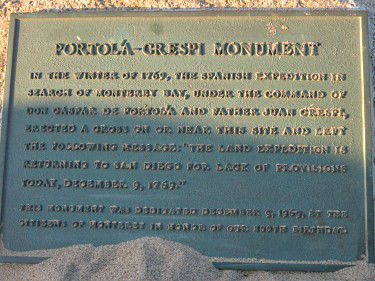 PORTOLÁ-CRESPI MONUMENT
IN THE WINTER OF 1769, THE SPANISH EXPEDITION IN
SEARCH OF MONTEREY BAY, UNDER THE COMMAND OF
DON GASPAR DE PORTOLÁ AND FATHER JUAN CRESPI,
ERECTED A CROSS ON OR NEAR THIS SITE AND LEFT
THE FOLLOWING MESSAGE: "THE LAND EXPEDITION IS
RETURNING TO SAN DIEGO FOR LACK OF PROVISIONS
TODAY, DECEMBER 9, 1769."
THIS MONUMENT WAS DEDICATED DECEMBER 9, 1969, BY THE
CITIZENS OF MONTEREY IN HONOR OF OUR 200TH BIRTHDAY.